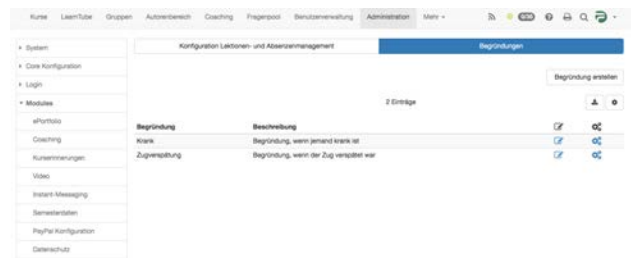 Kurse LearnTube Gruppen Autorenbereich Coaching Fragenpool Benutzerverwaltung Administration Mehr
System
Konfiguration Lektionen- und Absenzenmanagement Begründungen
Core Konfiguration
Begründung erstellen
Login
Modules
2 Einträge
ePortfolio
Begründung Beschreibung
Coaching
Krank Begründung, wenn jemand krank ist
Kurserinnerungen
Zugverspätung Begründung, wenn der Zug verspätet war
Video
Instant-Messaging
Semesterdaten
PayPal Konfiguration
Datenschutz